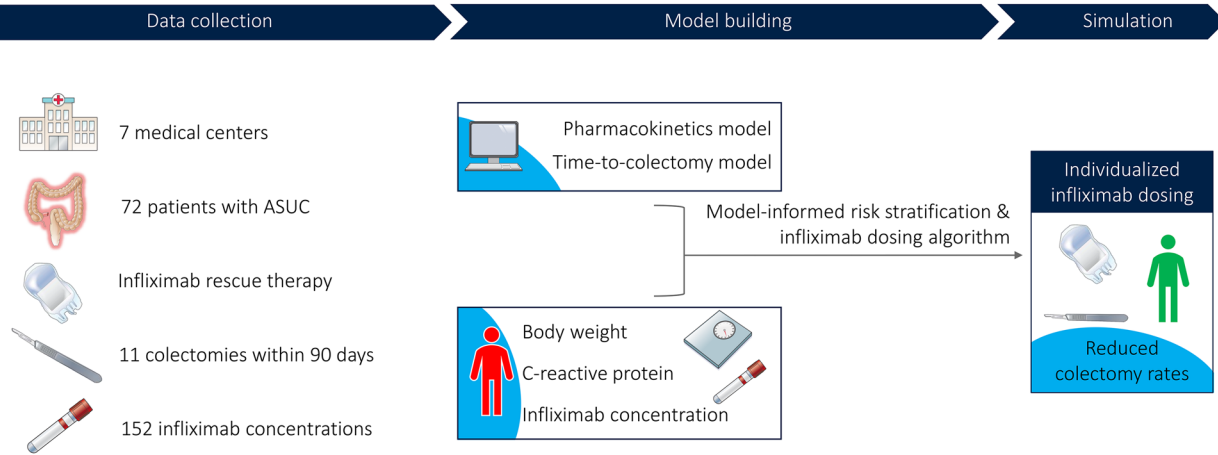 Data collection
Model building
Simulation
7 medical centers
72 patients with ASUC
Infliximab rescue therapy
11 colectomies within 90 days
152 infliximab concentrations
Pharmacokinetics model
Time-to-colectomy model
Model-informed risk stratification &
infliximab dosing algorithm
Body weight
C-reactive protein
Infliximab concentration
Individualized
infliximab dosing
Reduced
colectomy rates